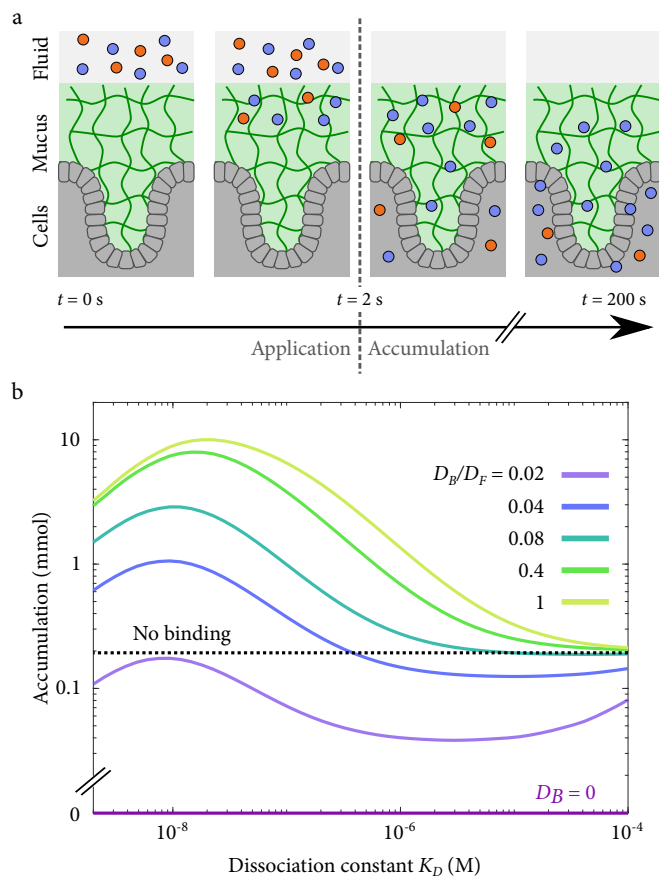 a
Fluid
Mucus
Cells
t = 0 s
t = 2 s
t = 200 s
Application
Accumulation
b
Accumulation (mmol)
10
1
0.1
0
D_B/D_F = 0.02
0.04
0.08
0.4
1
No binding
D_B = 0
10^-8
10^-6
10^-4
Dissociation constant K_D (M)